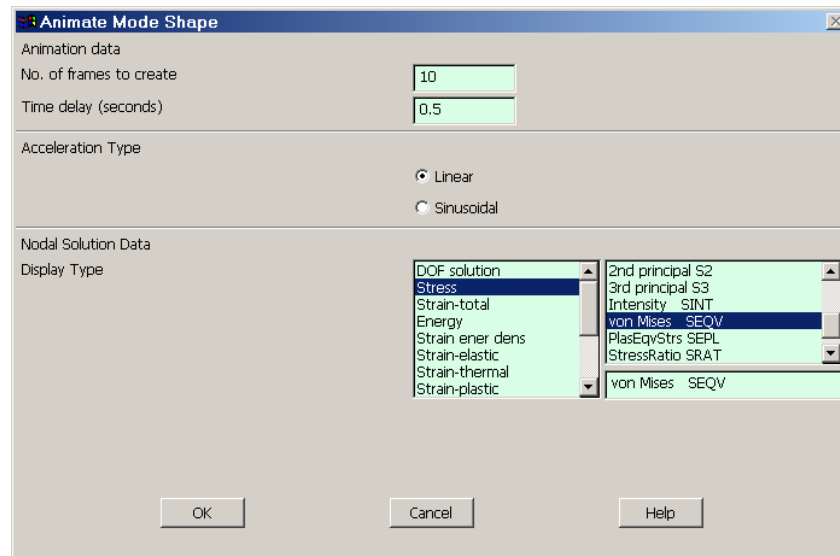 Animate Mode Shape
Animation data
No. of frames to create
10
Time delay (seconds)
0.5
Acceleration Type
Linear
Sinusoidal
Nodal Solution Data
Display Type
DOF solution
Stress
Strain-total
Energy
Strain ener dens
Strain-elastic
Strain-thermal
Strain-plastic
2nd principal S2
3rd principal S3
Intensity SINT
von Mises SEQV
PlasEqvStrs SEPL
StressRatio SRAT
von Mises SEQV
OK
Cancel
Help